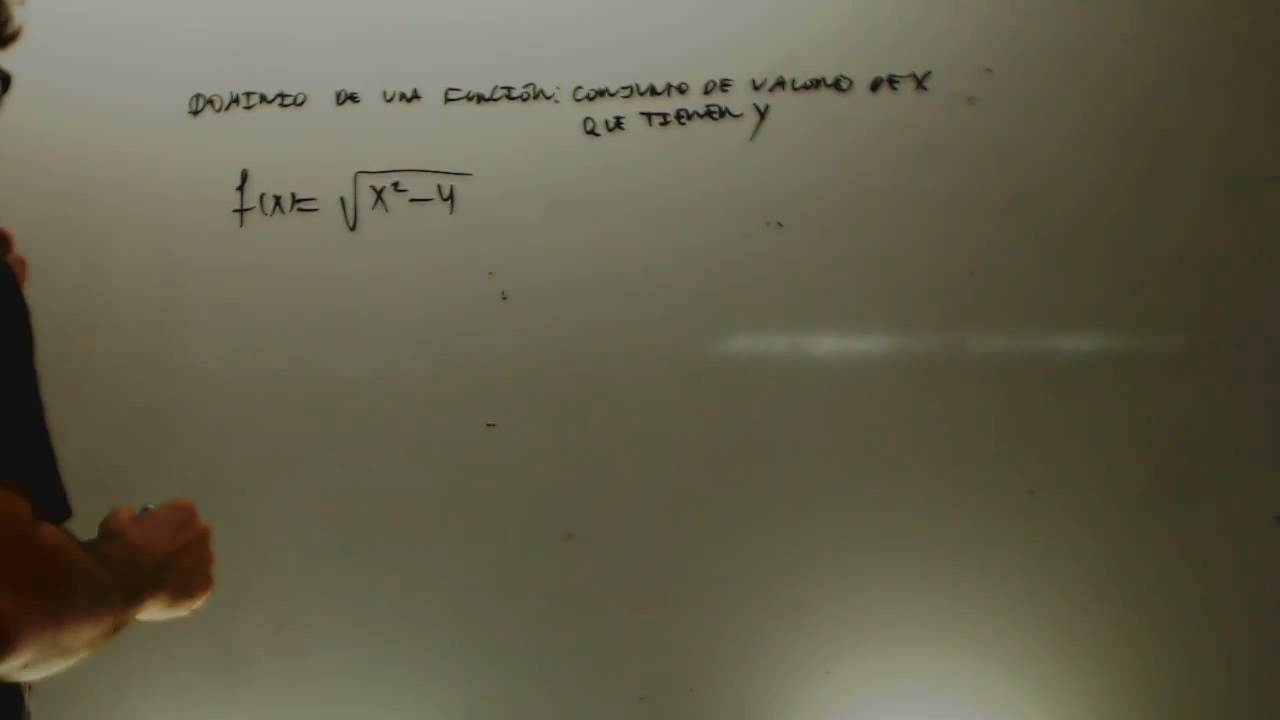 DOMINIO DE UNA FUNCIÓN: CONJUNTO DE VALORES DE X
QUE TIENEN Y
f(x)= √x²-4